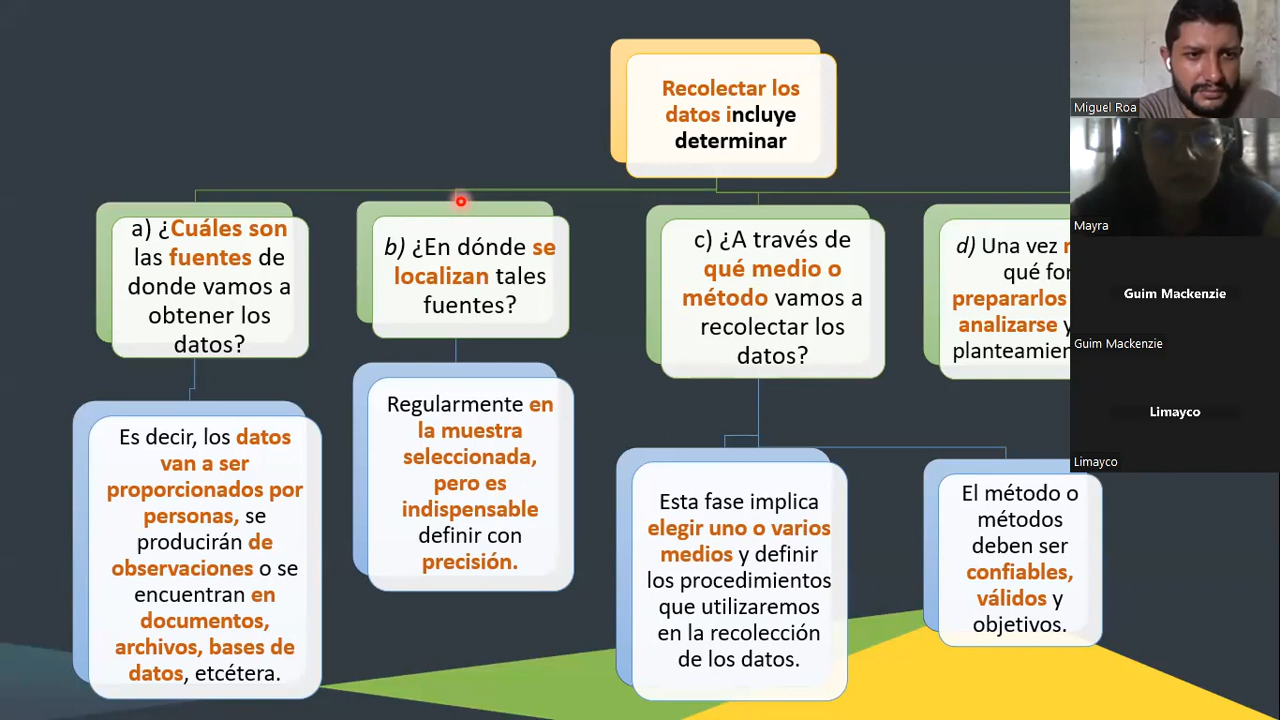 Recolectar los
datos incluye
determinar
a) ¿Cuáles son
las fuentes de
donde vamos a
obtener los
datos?
b) ¿En dónde se
localizan tales
fuentes?
c) ¿A través de
qué medio o
método vamos a
recolectar los
datos?
d) Una vez
qué
prepararlos
analizarse
Es decir, los datos
van a ser
proporcionados por
personas, se
producirán de
observaciones o se
encuentran en
documentos,
archivos, bases de
datos, etcétera.
Regularmente en
la muestra
seleccionada,
pero es
indispensable
definir con
precisión.
Esta fase implica
elegir uno o varios
medios y definir
los procedimientos
que utilizaremos
en la recolección
de los datos.
El método o
métodos
deben ser
confiables,
válidos y
objetivos.
Miguel Roa
Mayra
Guim Mackenzie
Guim Mackenzie
Limayco
Limayco